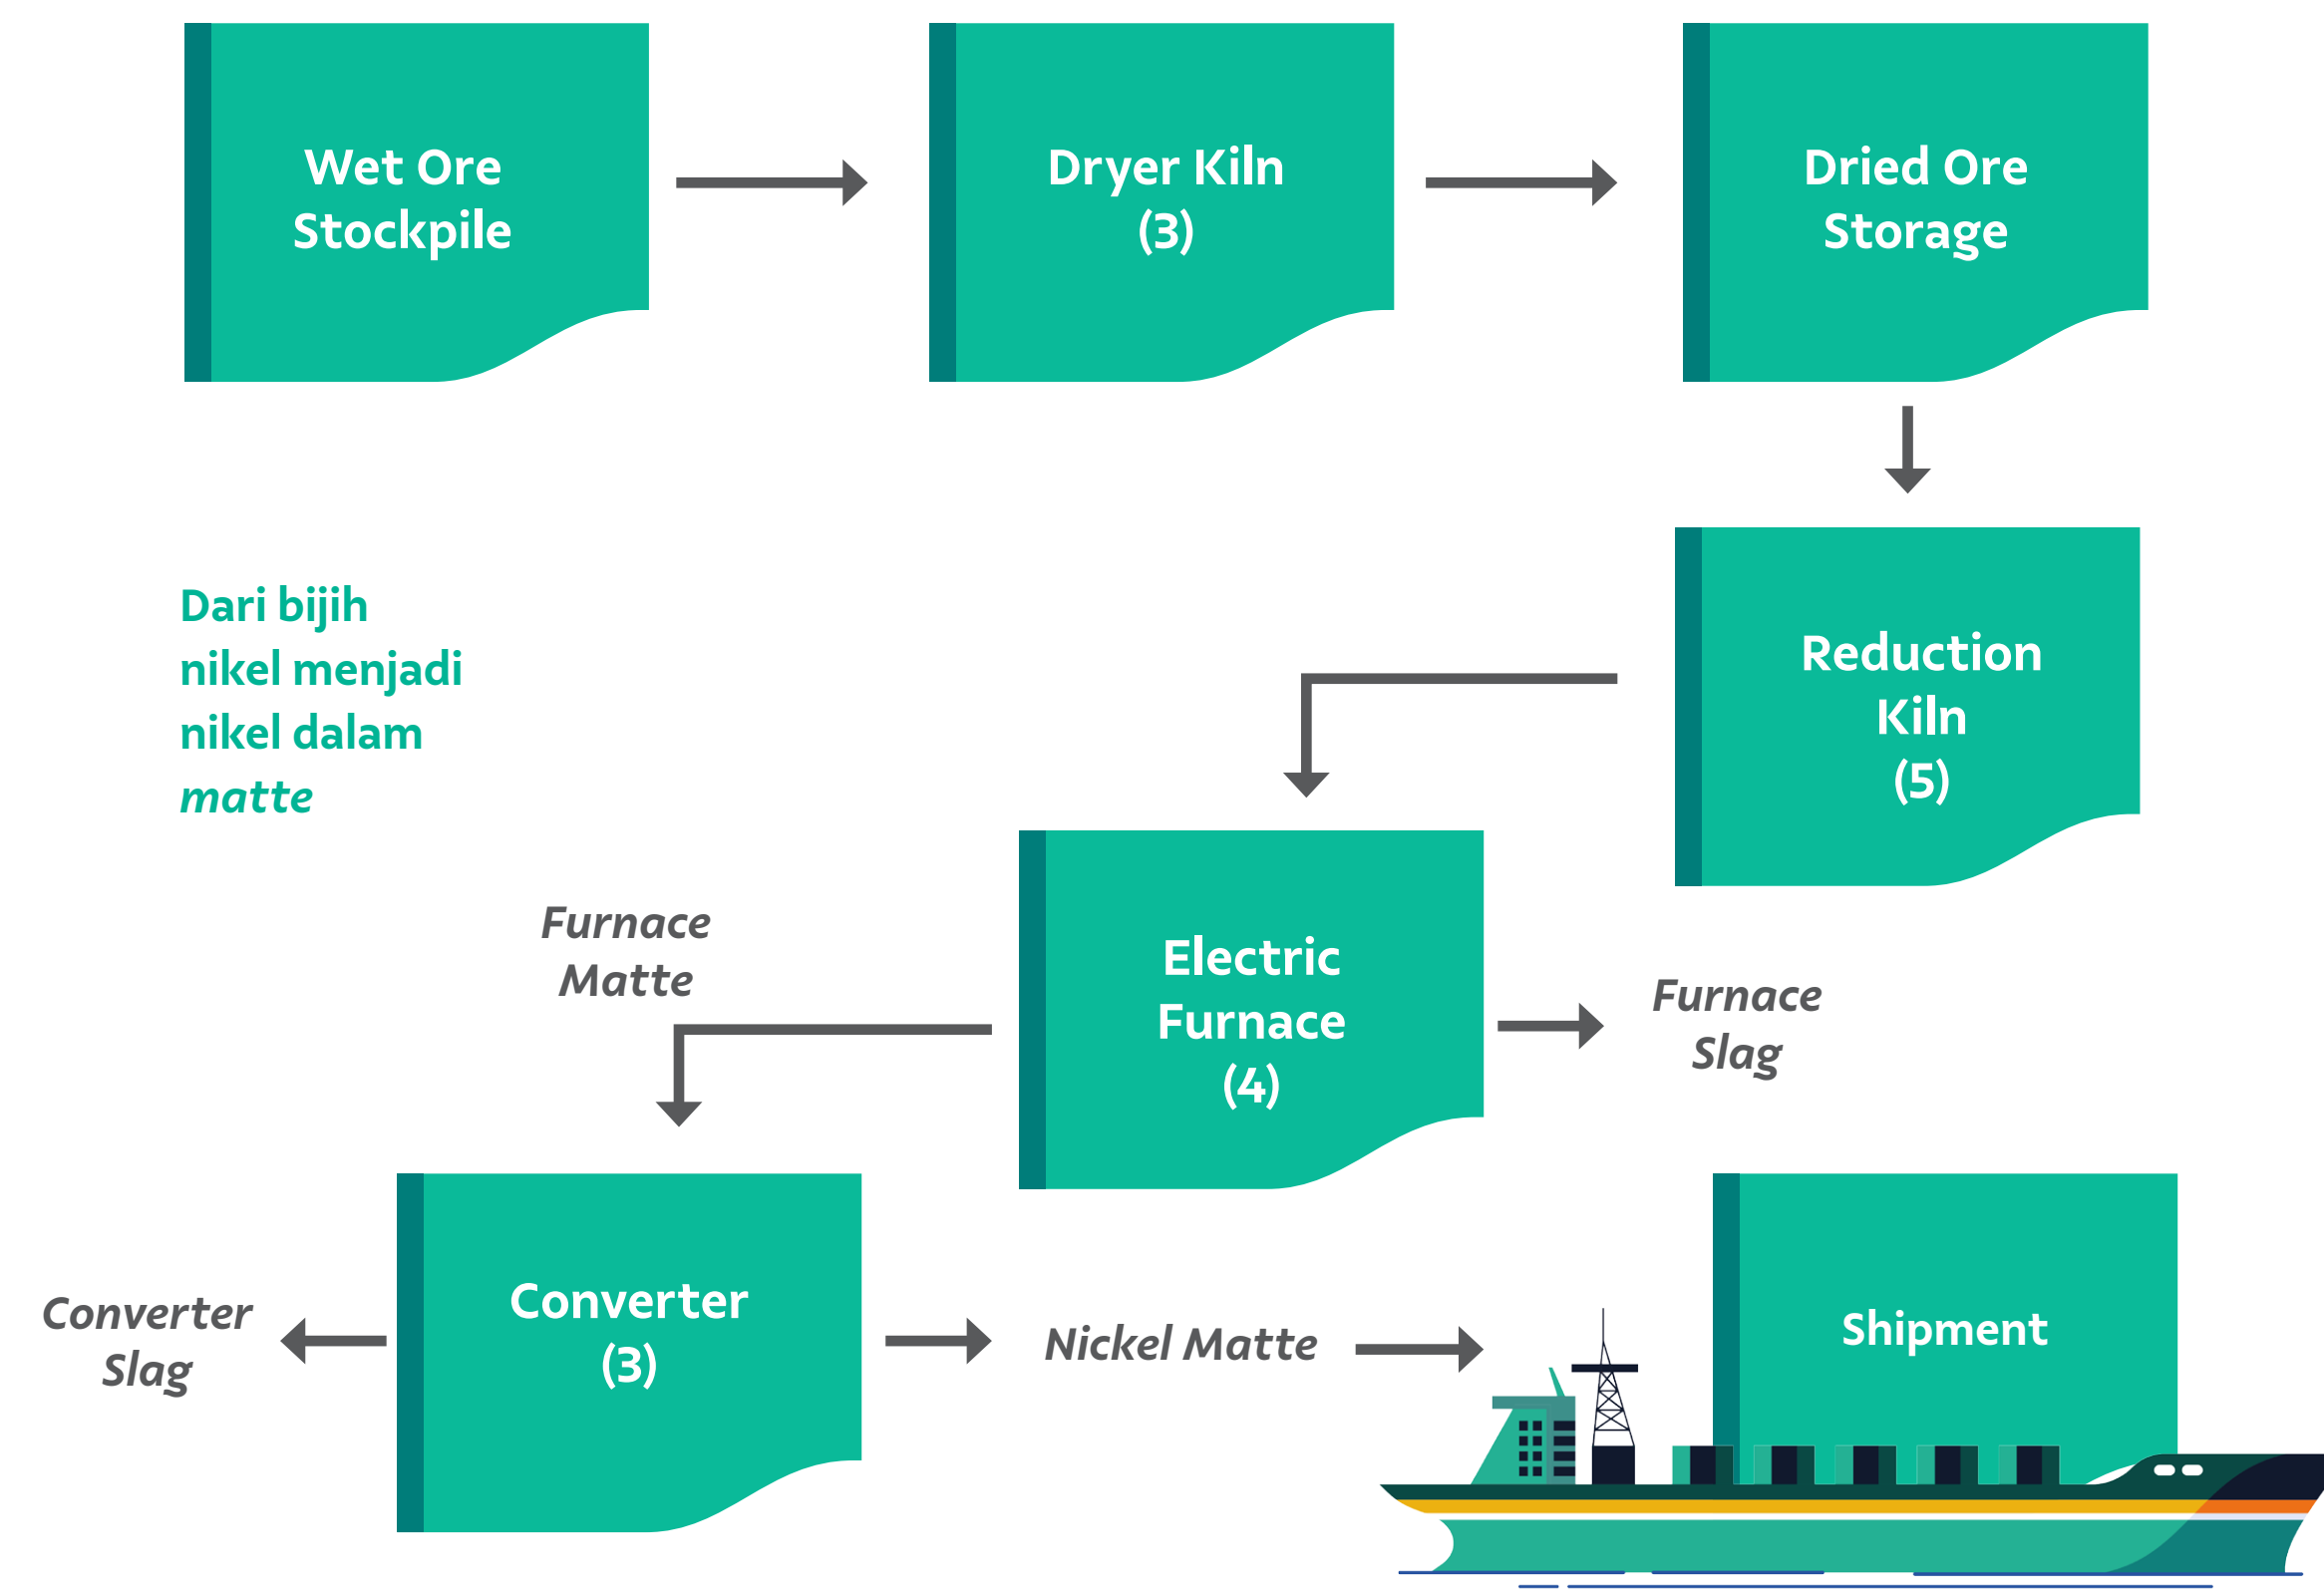 Wet Ore
Stockpile
Dryer Kiln
(3)
Dried Ore
Storage
Dari bijih
nikel menjadi
nikel dalam
matte
Reduction
Kiln
(5)
Furnace
Matte
Electric
Furnace
(4)
Furnace
Slag
Converter
Slag
Converter
(3)
Nickel Matte
Shipment